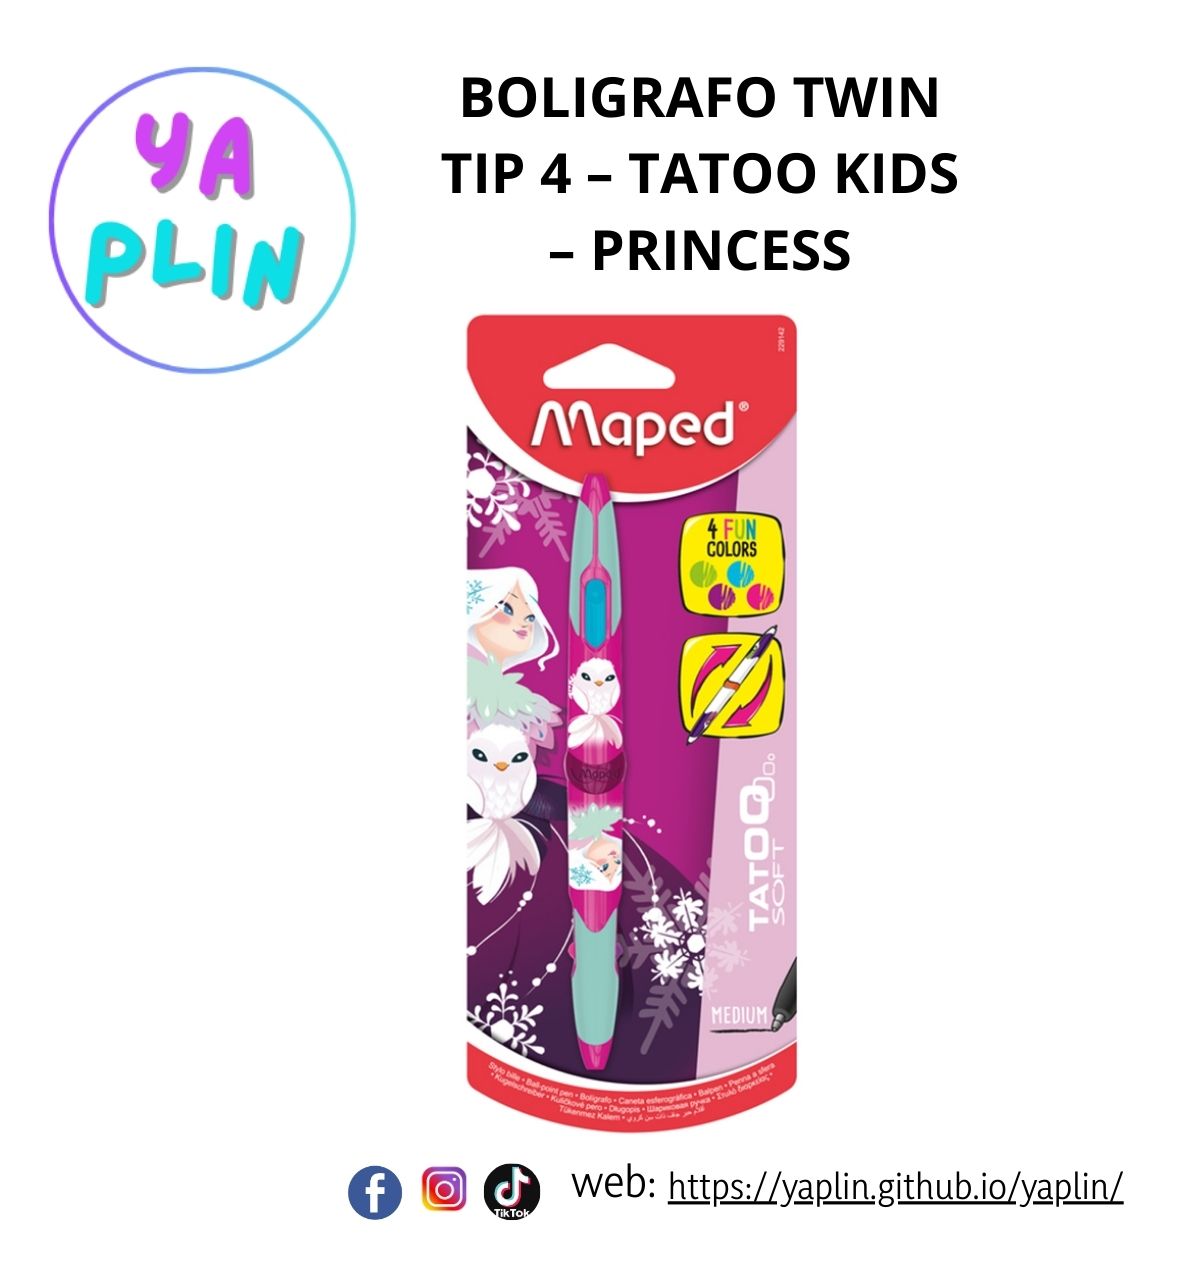 YA
PLIN
BOLIGRAFO TWIN
TIP 4 – TATOO KIDS
– PRINCESS
229142
Maped®
4 FUN
COLORS
Maped
TATOO
SOFT
MEDIUM
Stylo bille • Ball-point pen • Bolígrafo • Caneta esferográfica • Balpen • Penna a sfera
• Kugelschreiber • Kuličkové pero • Długopis • Шариковая ручка • Στυλό διαρκείας •
Tükenmez Kalem •
TikTok
web: https://yaplin.github.io/yaplin/